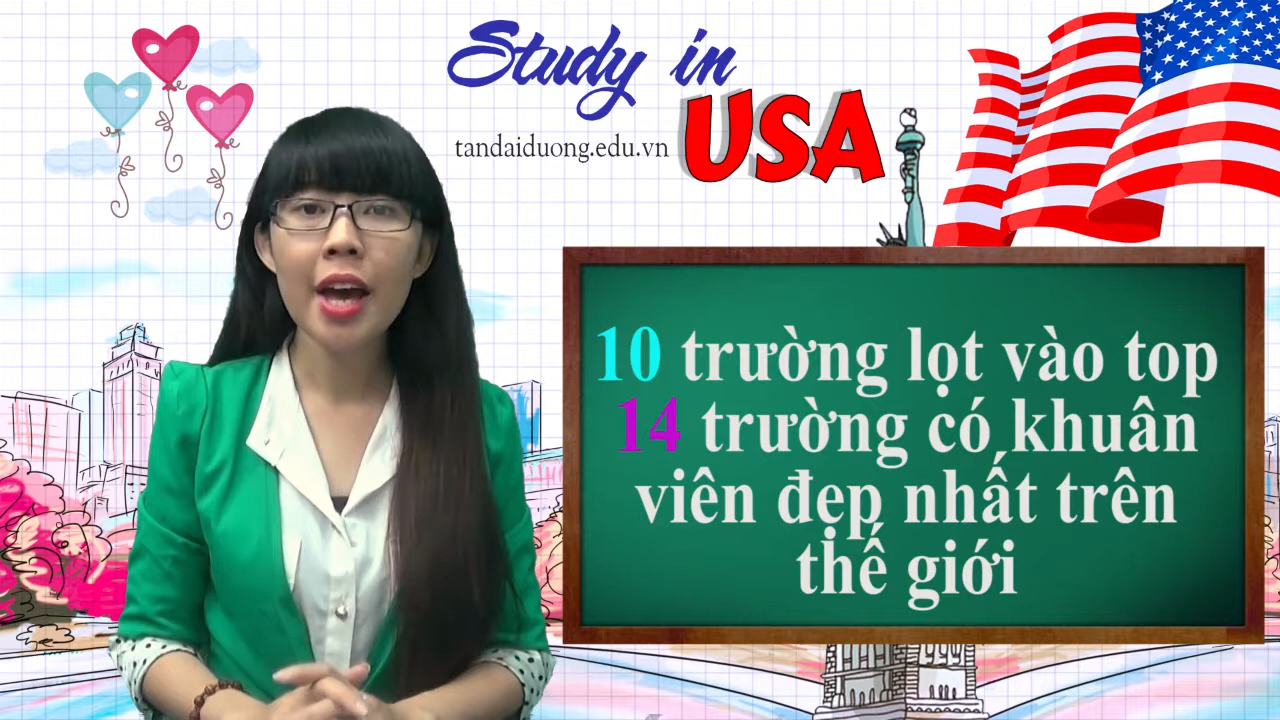 Study in
USA
tandaiduong.edu.vn
10 trường lọt vào top
14 trường có khuân
viên đẹp nhất trên
thế giới